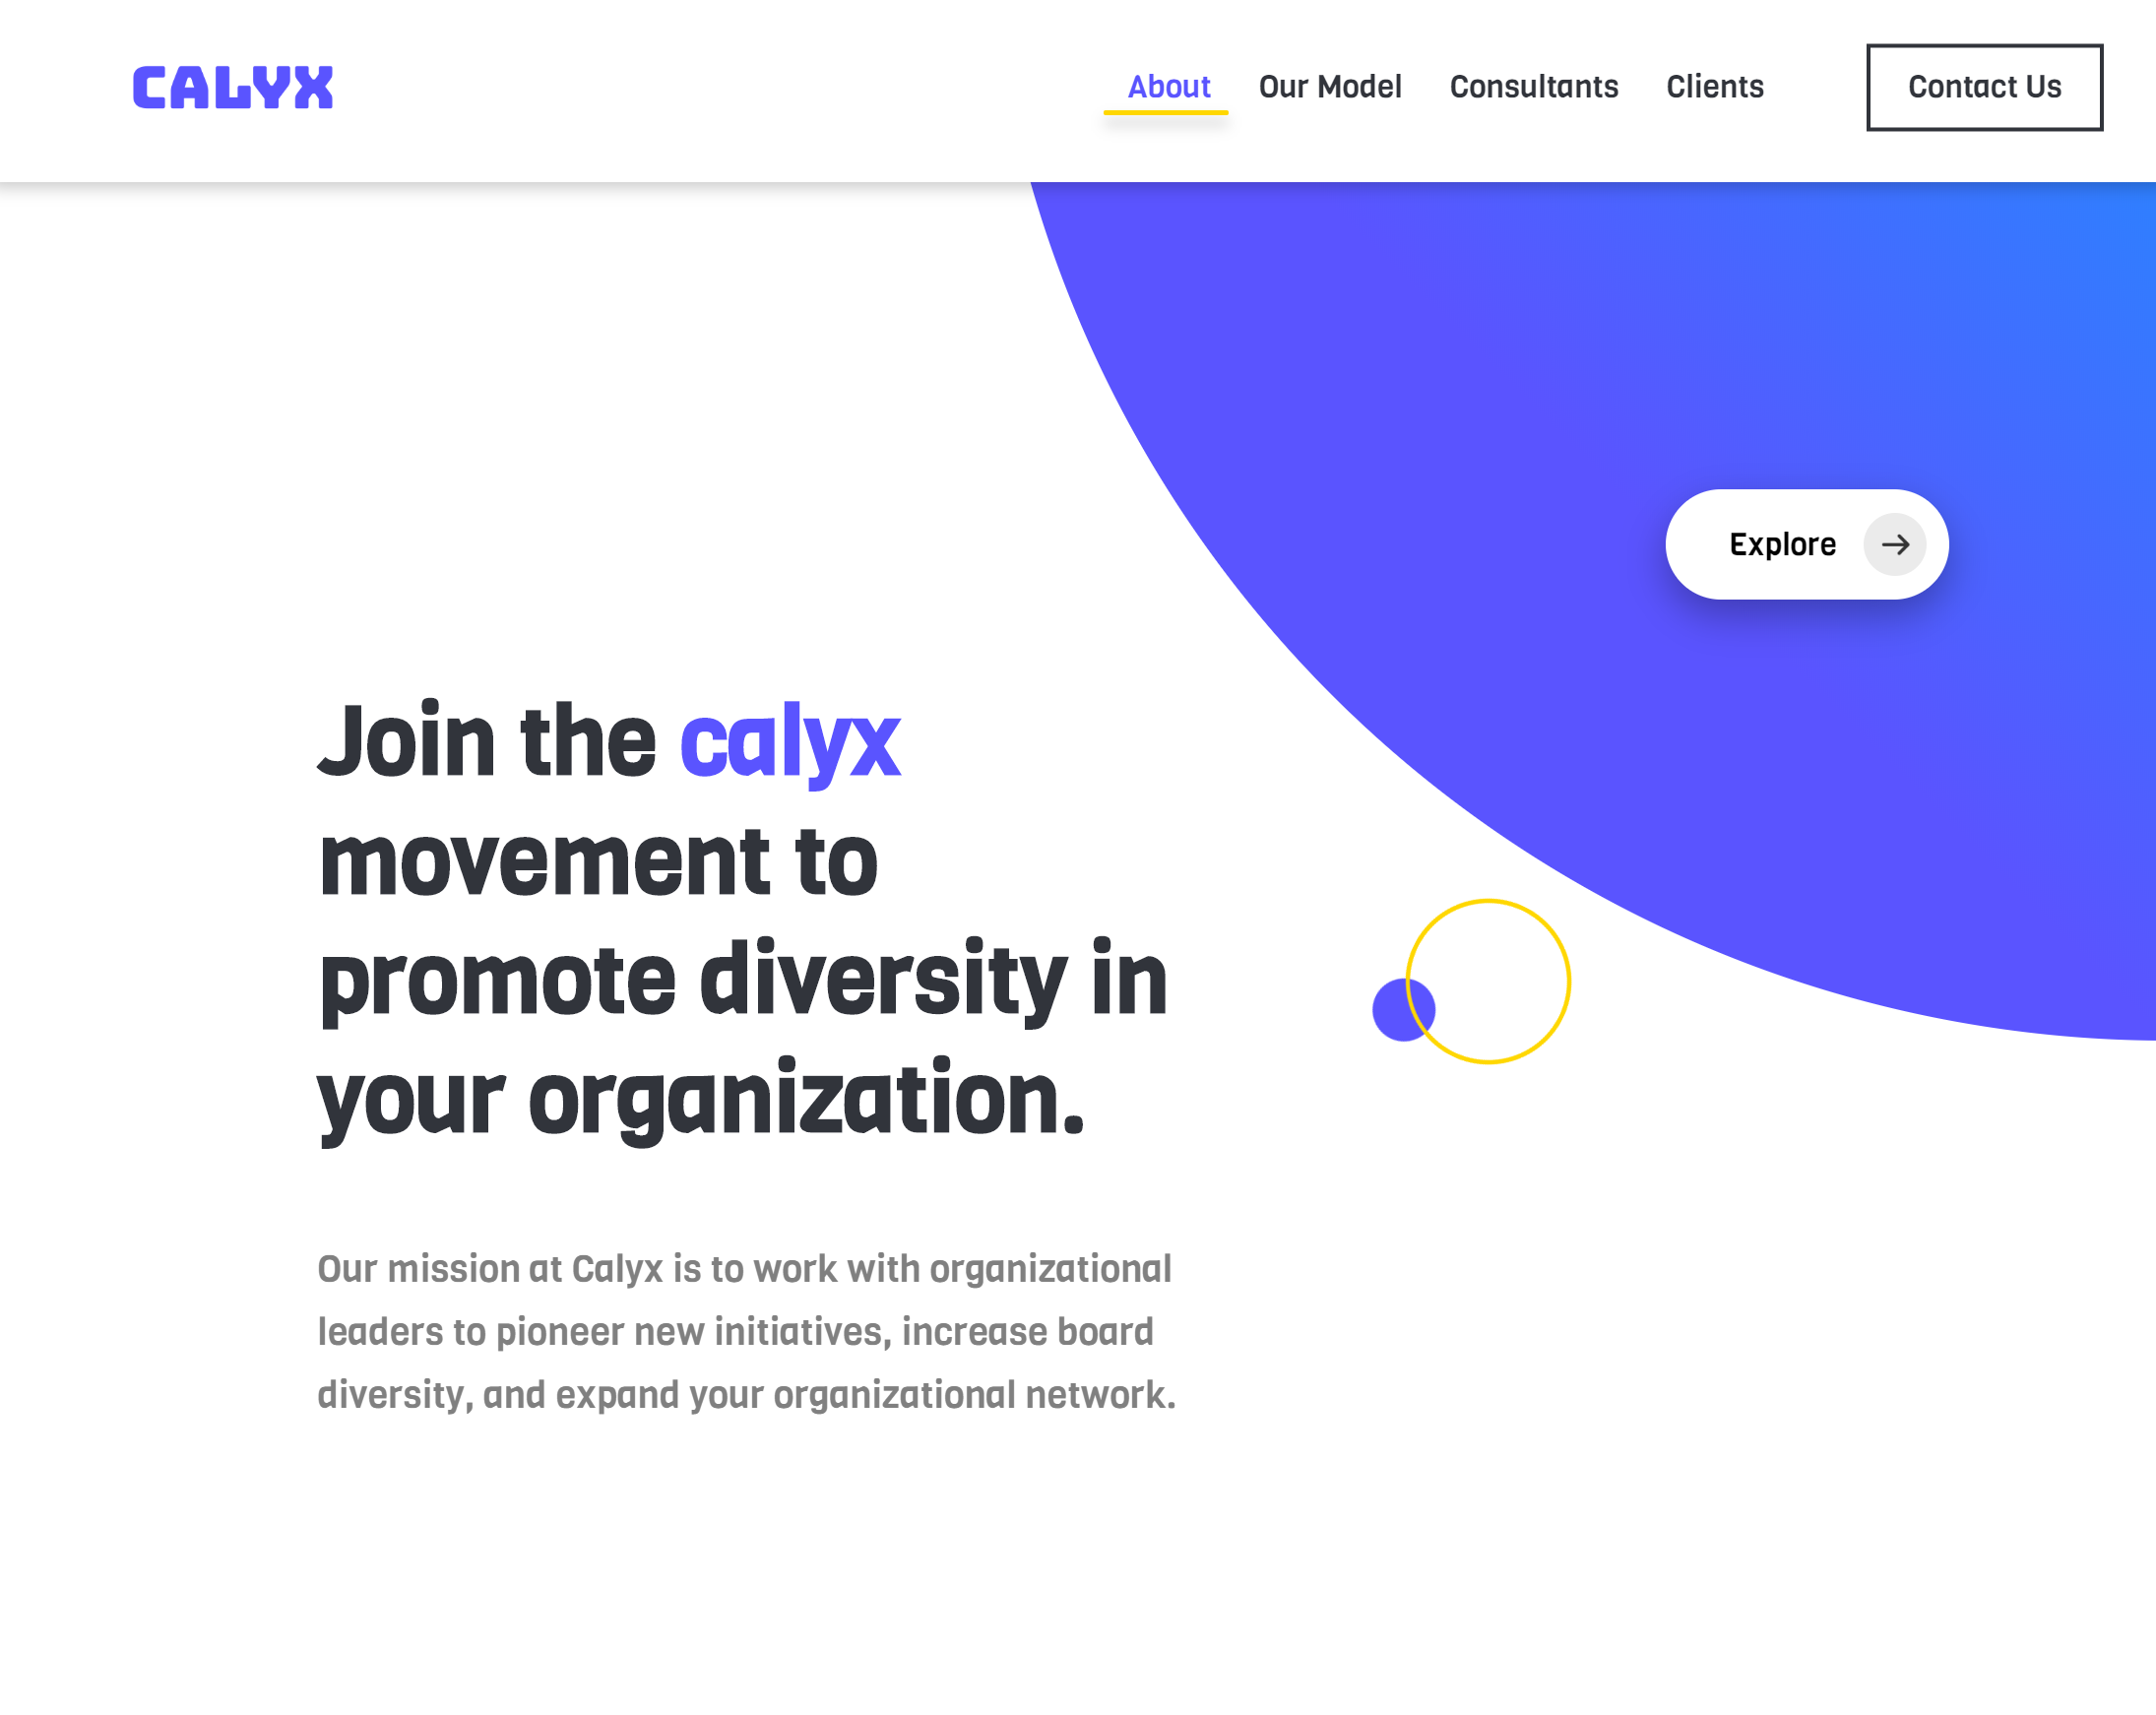 CALYX
About
Our Model
Consultants
Clients
Contact Us
Explore
Join the calyx
movement to
promote diversity in
your organization.
Our mission at Calyx is to work with organizational
leaders to pioneer new initiatives, increase board
diversity, and expand your organizational network.